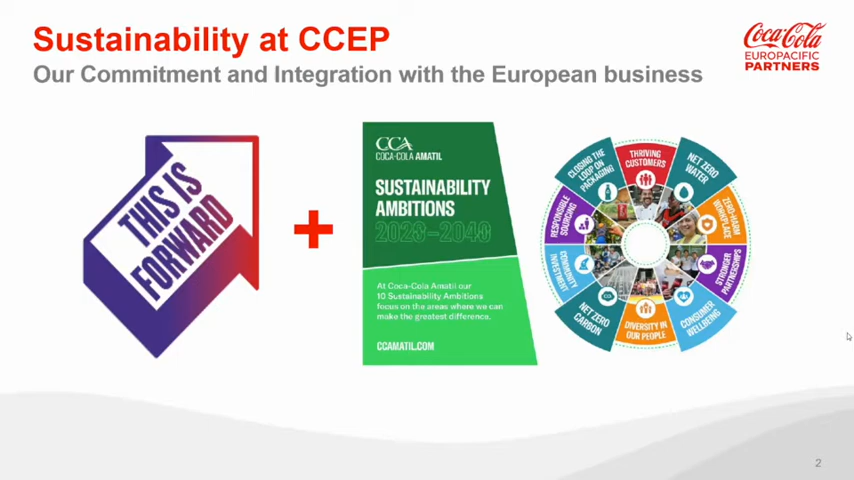 Sustainability at CCEP
Our Commitment and Integration with the European business
Coca-Cola
EUROPACIFIC
PARTNERS
THIS IS
FORWARD
+
CCA
COCA-COLA AMATIL
SUSTAINABILITY
AMBITIONS
2020–2040
At Coca-Cola Amatil our
10 Sustainability Ambitions
focus on the areas where we can
make the greatest difference.
CCAMATIL.COM
THRIVING
CUSTOMERS
NET ZERO
WATER
ZERO-HARM
WORKPLACE
STRONGER
PARTNERSHIPS
CONSUMER
WELLBEING
DIVERSITY IN
OUR PEOPLE
NET ZERO
CARBON
COMMUNITY
INVESTMENT
RESPONSIBLE
SOURCING
CLOSING THE
LOOP ON
PACKAGING
2